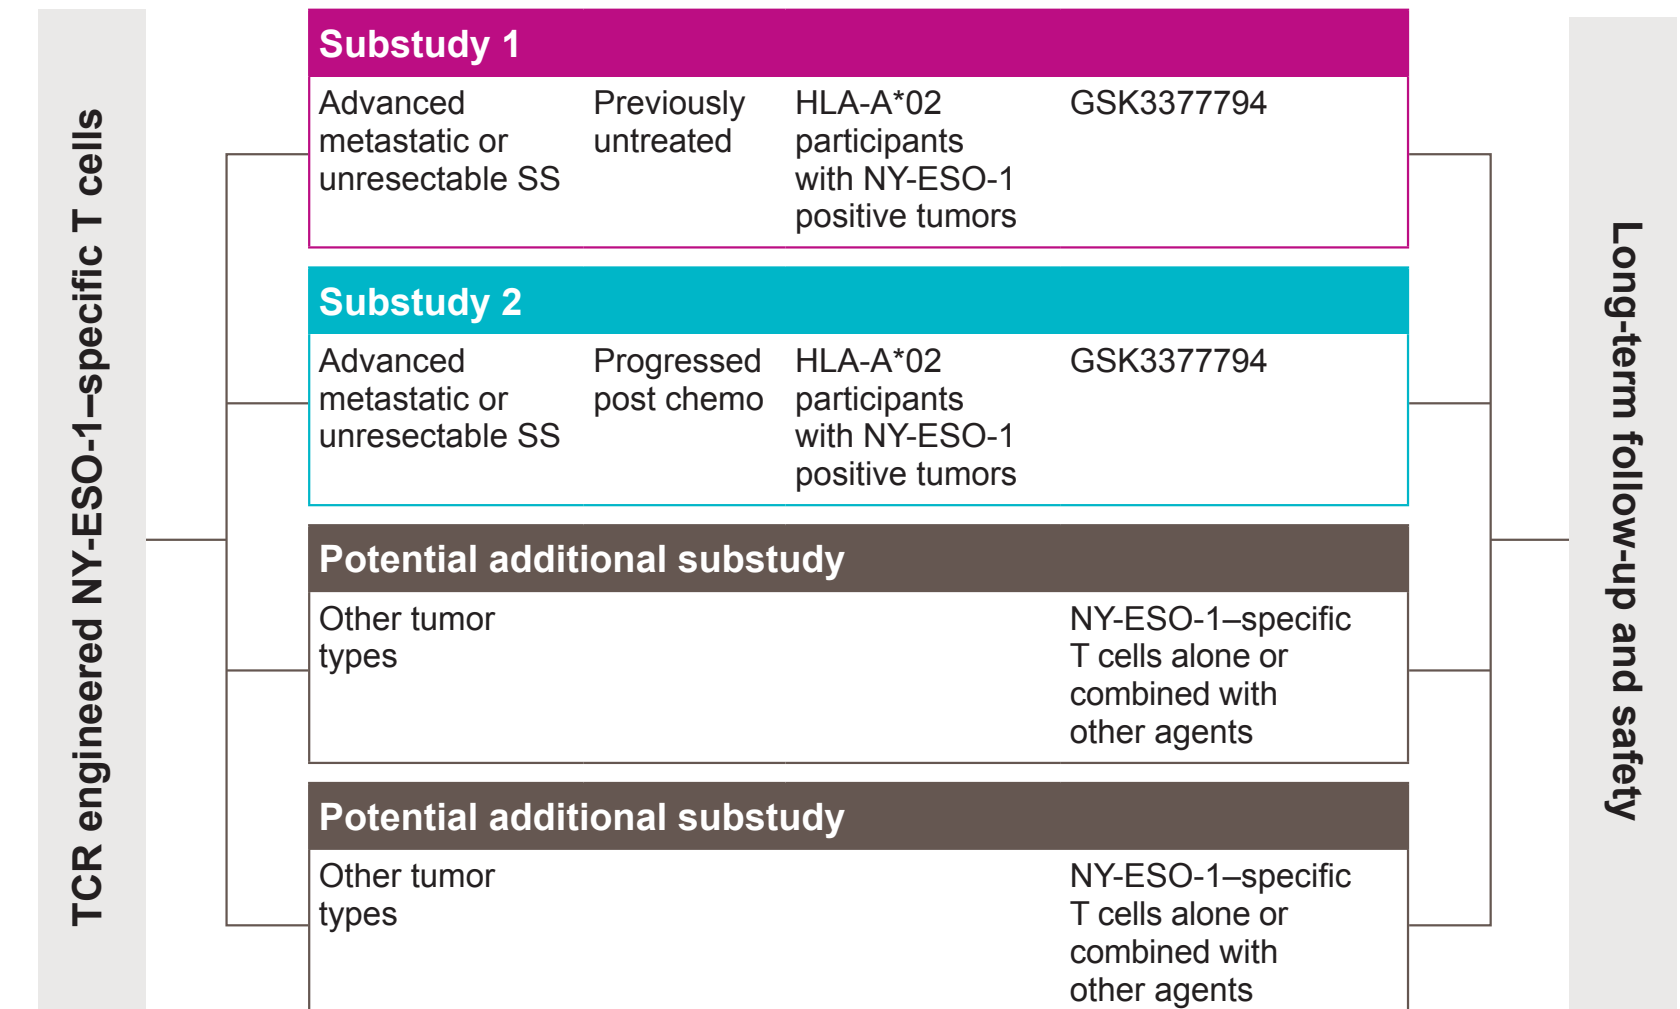 TCR engineered NY-ESO-1–specific T cells
Substudy 1
Advanced
metastatic or
unresectable SS
Previously
untreated
HLA-A*02
participants
with NY-ESO-1
positive tumors
GSK3377794
Substudy 2
Advanced
metastatic or
unresectable SS
Progressed
post chemo
HLA-A*02
participants
with NY-ESO-1
positive tumors
GSK3377794
Potential additional substudy
Other tumor
types
NY-ESO-1–specific
T cells alone or
combined with
other agents
Potential additional substudy
Other tumor
types
NY-ESO-1–specific
T cells alone or
combined with
other agents
Long-term follow-up and safety